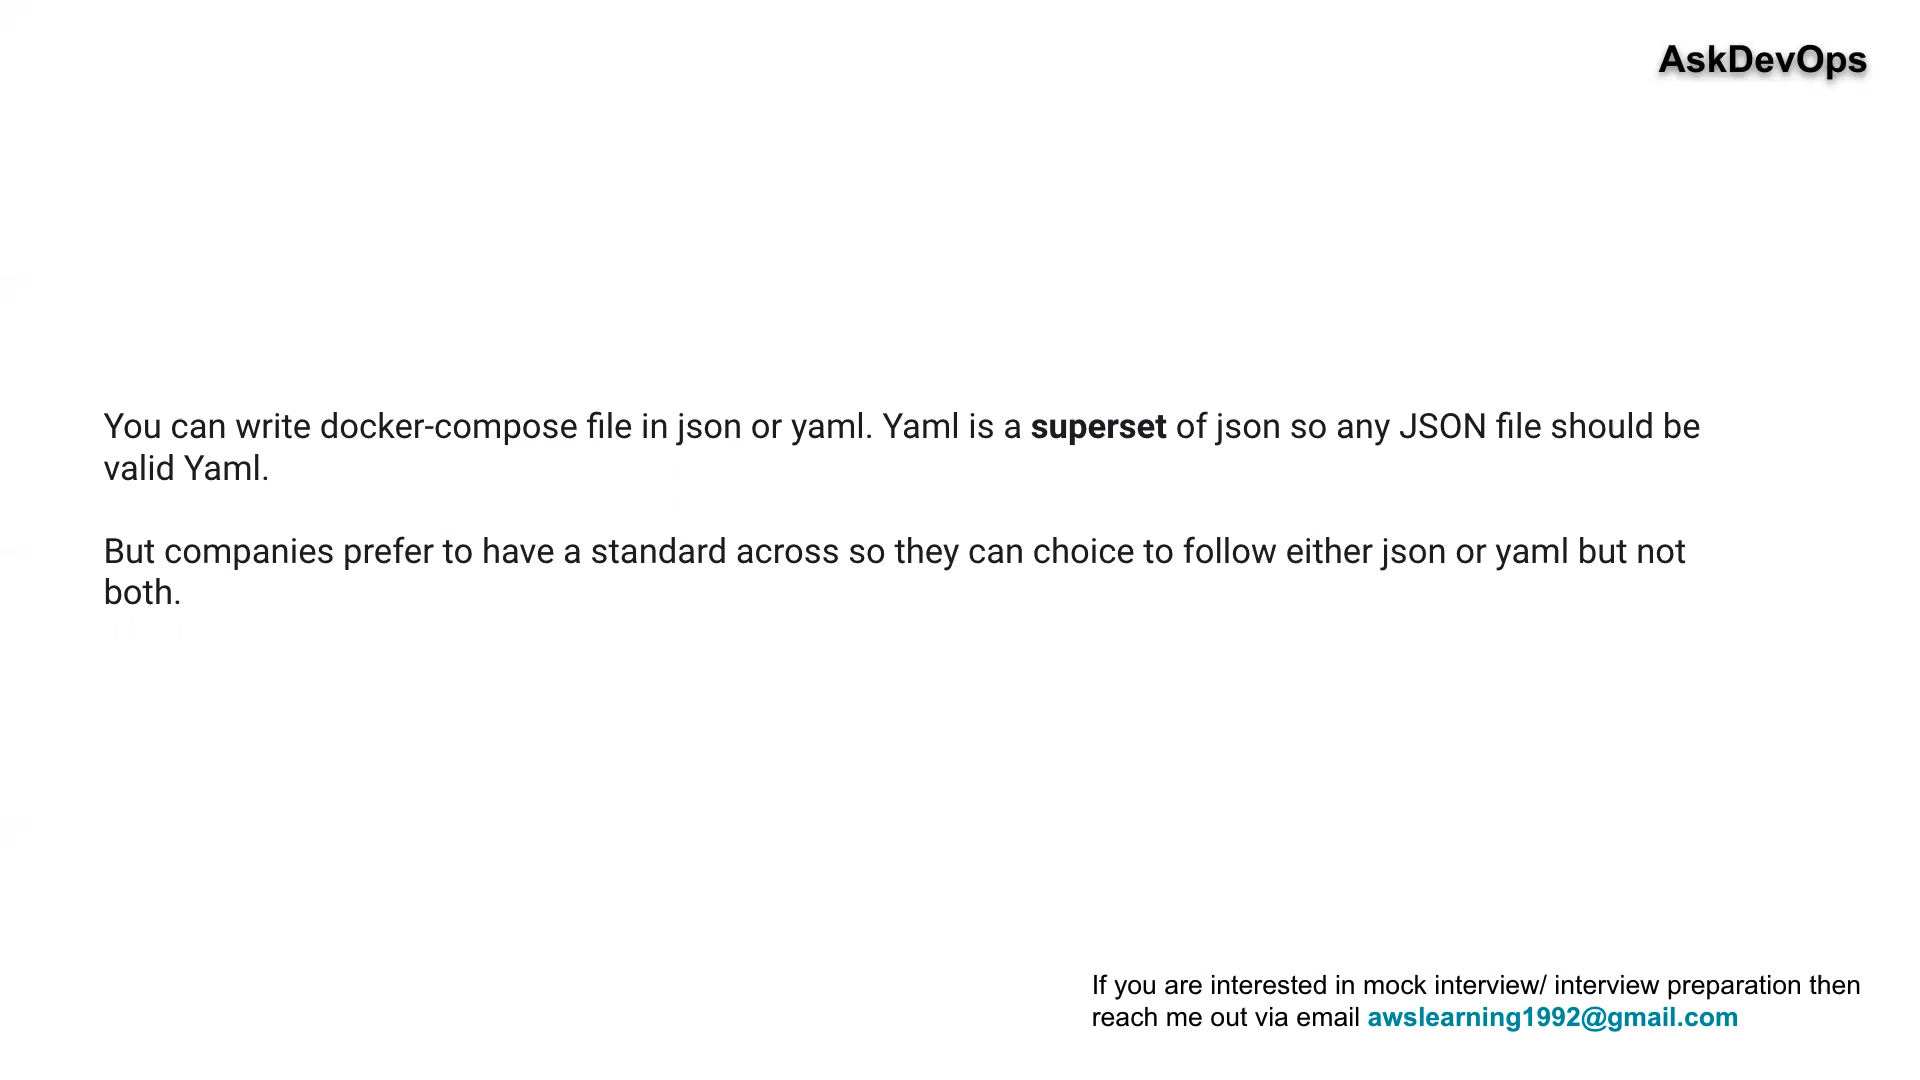 AskDevOps
You can write docker-compose file in json or yaml. Yaml is a superset of json so any JSON file should be
valid Yaml.
But companies prefer to have a standard across so they can choice to follow either json or yaml but not
both.
If you are interested in mock interview/ interview preparation then
reach me out via email awslearning1992@gmail.com